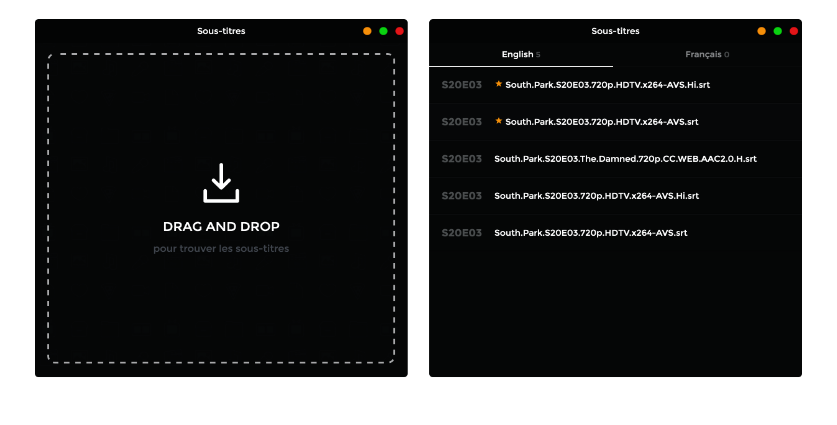 Sous-titres
DRAG AND DROP
pour trouver les sous-titres
Sous-titres
English 5
Français 0
S20E03 South.Park.S20E03.720p.HDTV.x264-AVS.Hi.srt
S20E03 South.Park.S20E03.720p.HDTV.x264-AVS.srt
S20E03 South.Park.S20E03.The.Damned.720p.CC.WEB.AAC2.0.H.srt
S20E03 South.Park.S20E03.720p.HDTV.x264-AVS.Hi.srt
S20E03 South.Park.S20E03.720p.HDTV.x264-AVS.srt